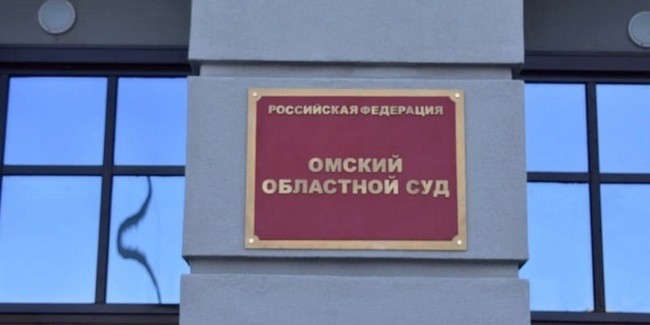 РОССИЙСКАЯ ФЕДЕРАЦИЯ
ОМСКИЙ
ОБЛАСТНОЙ СУД